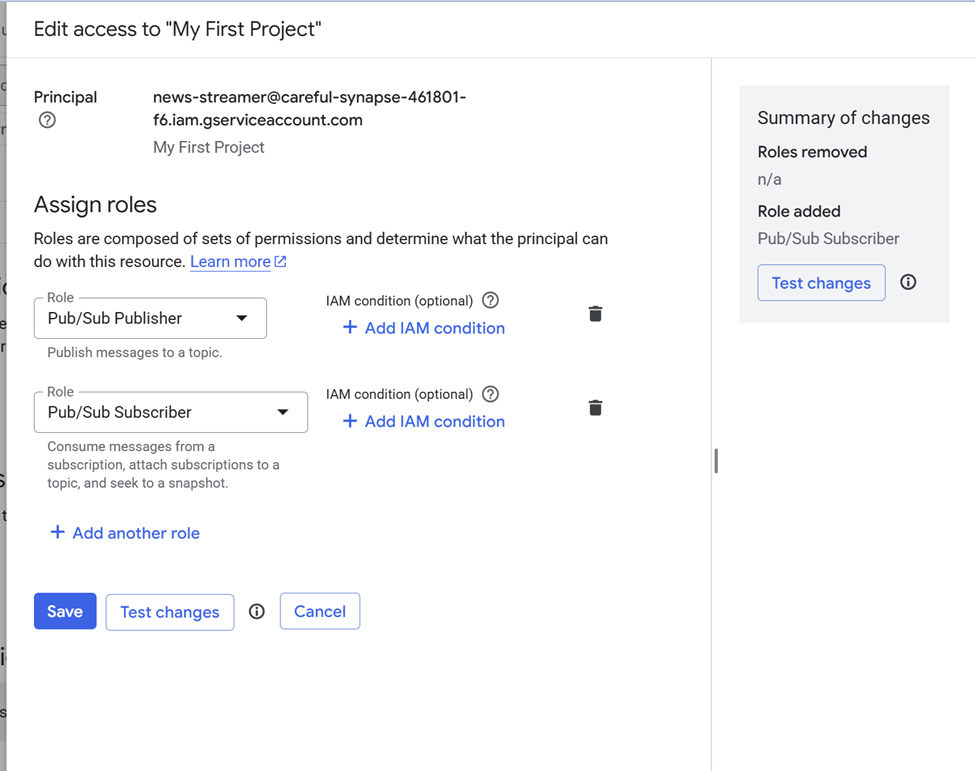 Edit access to "My First Project"
Principal
news-streamer@careful-synapse-461801-
f6.iam.gserviceaccount.com
My First Project
Assign roles
Roles are composed of sets of permissions and determine what the principal can
do with this resource. Learn more
Role
Pub/Sub Publisher
IAM condition (optional)
+ Add IAM condition
Publish messages to a topic.
Role
Pub/Sub Subscriber
IAM condition (optional)
+ Add IAM condition
Consume messages from a
subscription, attach subscriptions to a
topic, and seek to a snapshot.
+ Add another role
Save
Test changes
Cancel
Summary of changes
Roles removed
n/a
Role added
Pub/Sub Subscriber
Test changes